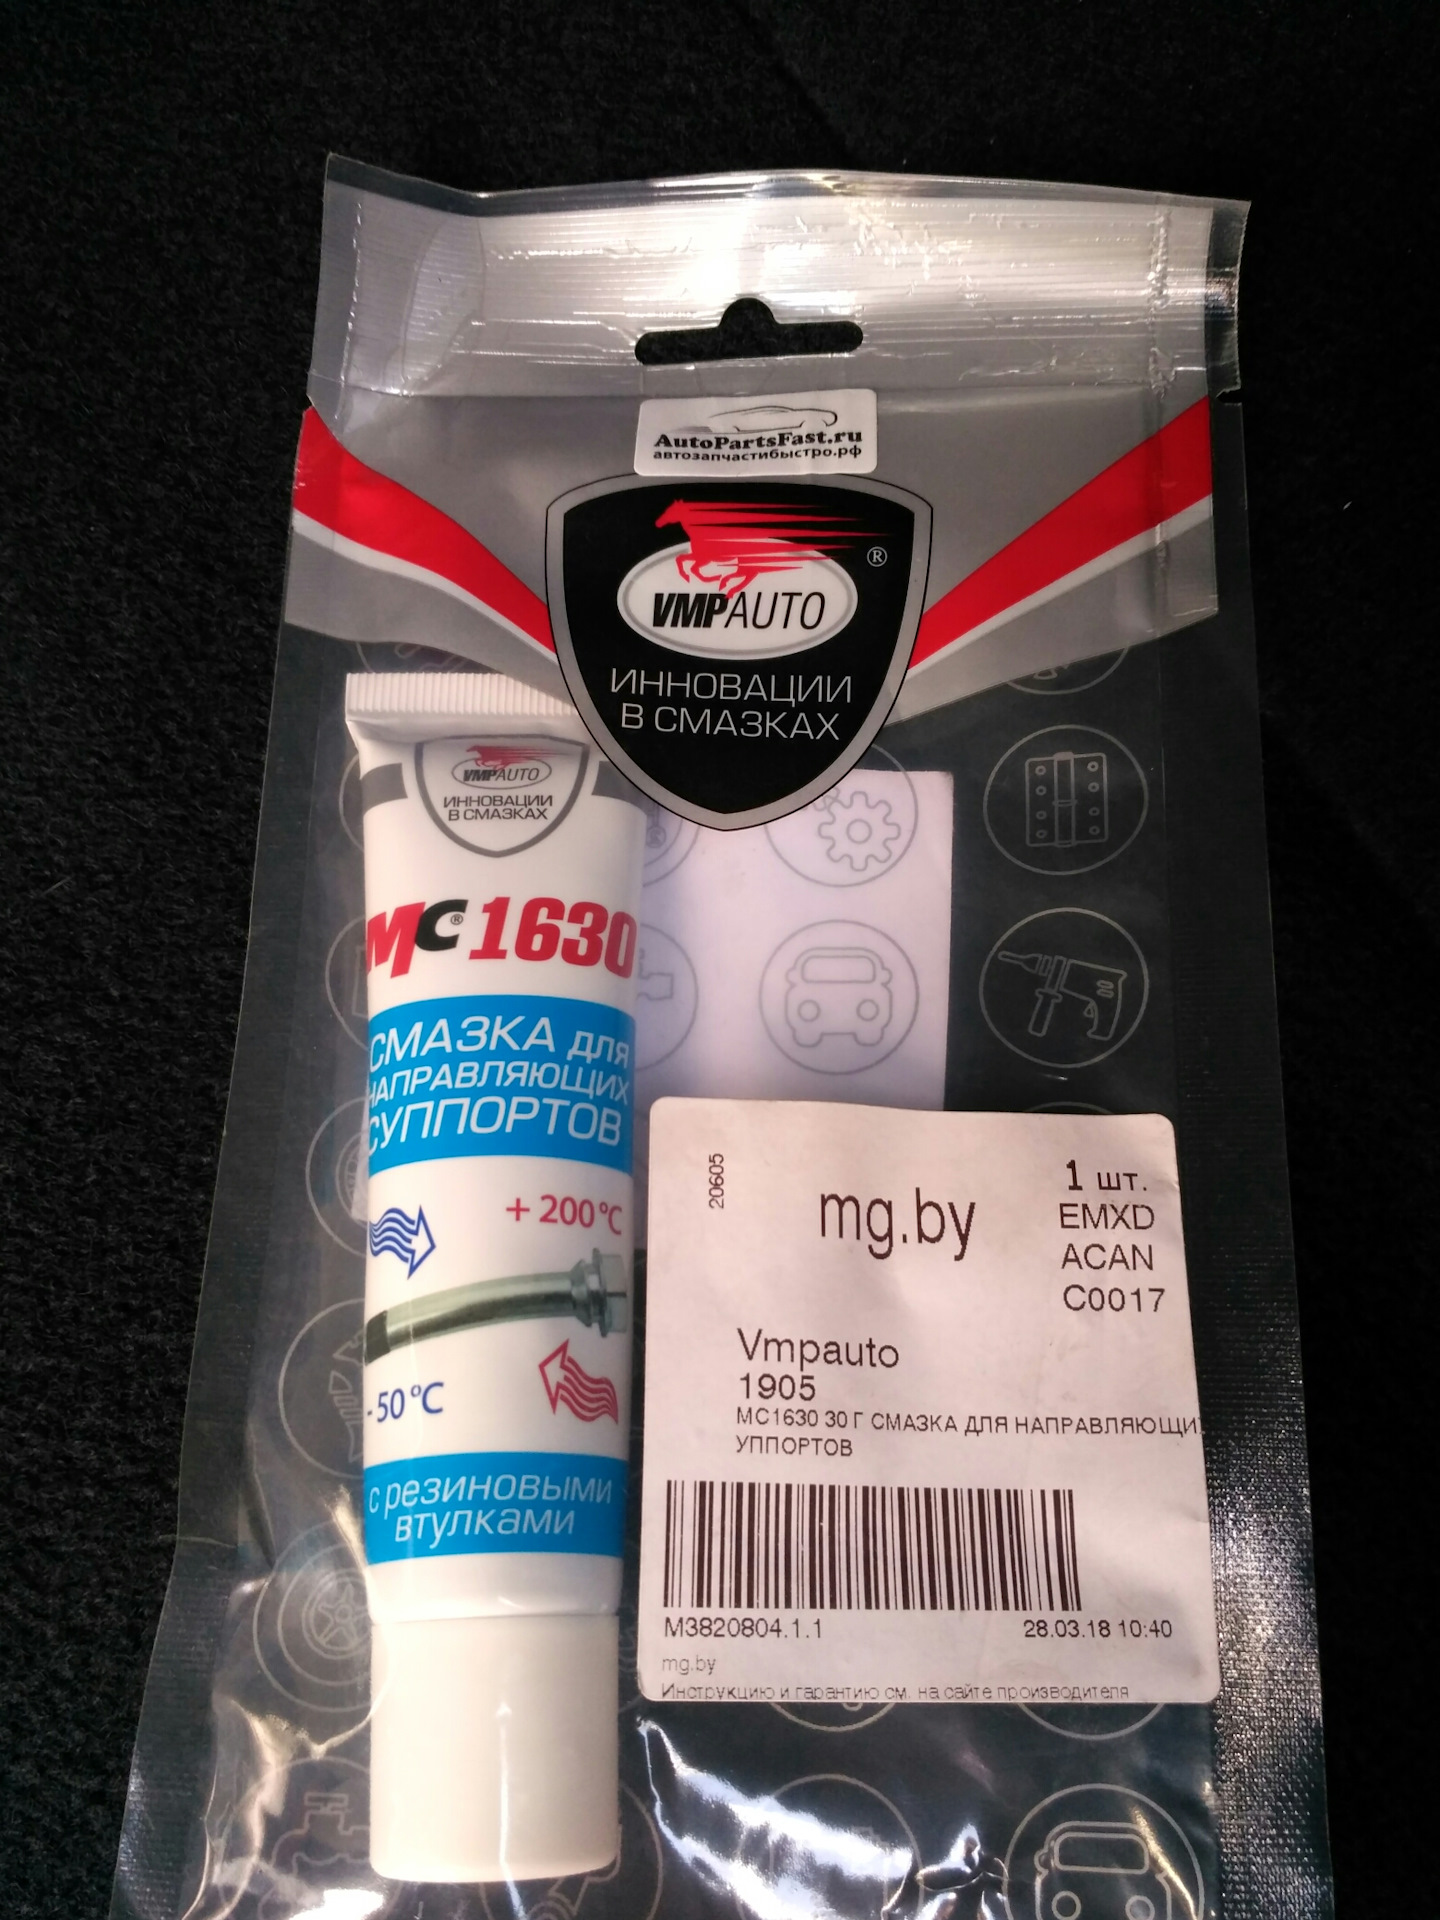 AutoPartsFast.ru
автозапчастибыстро.рф
VMPAUTO ®
ИННОВАЦИИ
В СМАЗКАХ
VMPAUTO
ИННОВАЦИИ
В СМАЗКАХ
МС® 1630
СМАЗКА для
НАПРАВЛЯЮЩИХ
СУППОРТОВ
+200°С
-50°С
с резиновыми
втулками
20605
mg.by
1 шт.
EMXD
ACAN
C0017
Vmpauto
1905
МС1630 30 Г СМАЗКА ДЛЯ НАПРАВЛЯЮЩИ
УППОРТОВ
M3820804.1.1
28.03.18 10:40
mg.by
Инструкцию и гарантию см. на сайте производителя